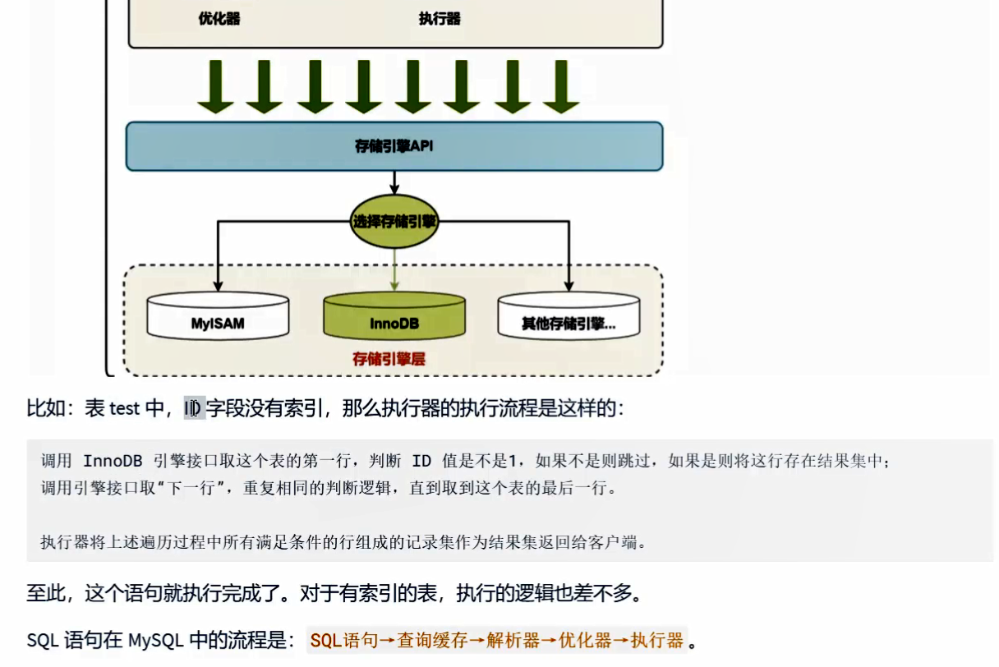 优化器 执行器
存储引擎API
选择存储引擎
MyISAM InnoDB 其他存储引擎...
存储引擎层
比如：表 test 中，ID 字段没有索引，那么执行器的执行流程是这样的：
调用 InnoDB 引擎接口取这个表的第一行，判断 ID 值是不是1，如果不是则跳过，如果是则将这行存在结果集中；
调用引擎接口取“下一行”，重复相同的判断逻辑，直到取到这个表的最后一行。
执行器将上述遍历过程中所有满足条件的行组成的记录集作为结果集返回给客户端。
至此，这个语句就执行完成了。对于有索引的表，执行的逻辑也差不多。
SQL 语句在 MySQL 中的流程是：SQL语句→查询缓存→解析器→优化器→执行器。